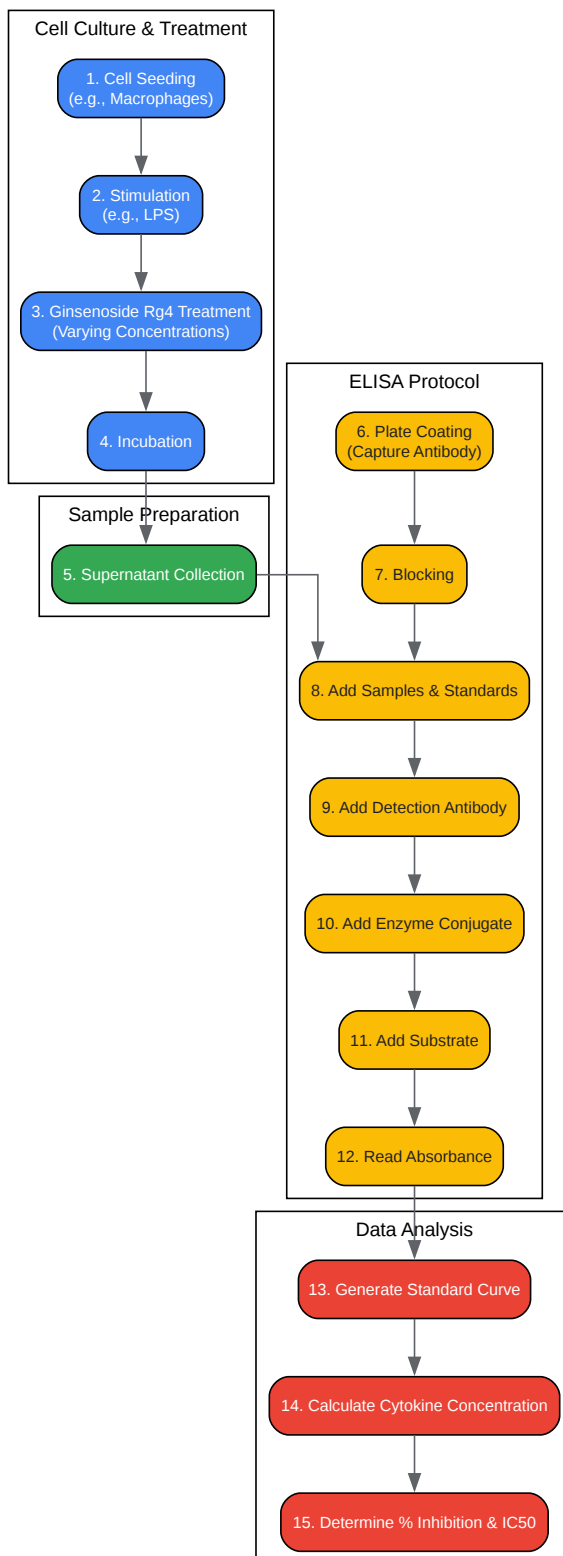 Cell Culture & Treatment
1. Cell Seeding
(e.g., Macrophages)
2. Stimulation
(e.g., LPS)
3. Ginsenoside Rg4 Treatment
(Varying Concentrations)
4. Incubation
Sample Preparation
5. Supernatant Collection
ELISA Protocol
6. Plate Coating
(Capture Antibody)
7. Blocking
8. Add Samples & Standards
9. Add Detection Antibody
10. Add Enzyme Conjugate
11. Add Substrate
12. Read Absorbance
Data Analysis
13. Generate Standard Curve
14. Calculate Cytokine Concentration
15. Determine % Inhibition & IC50